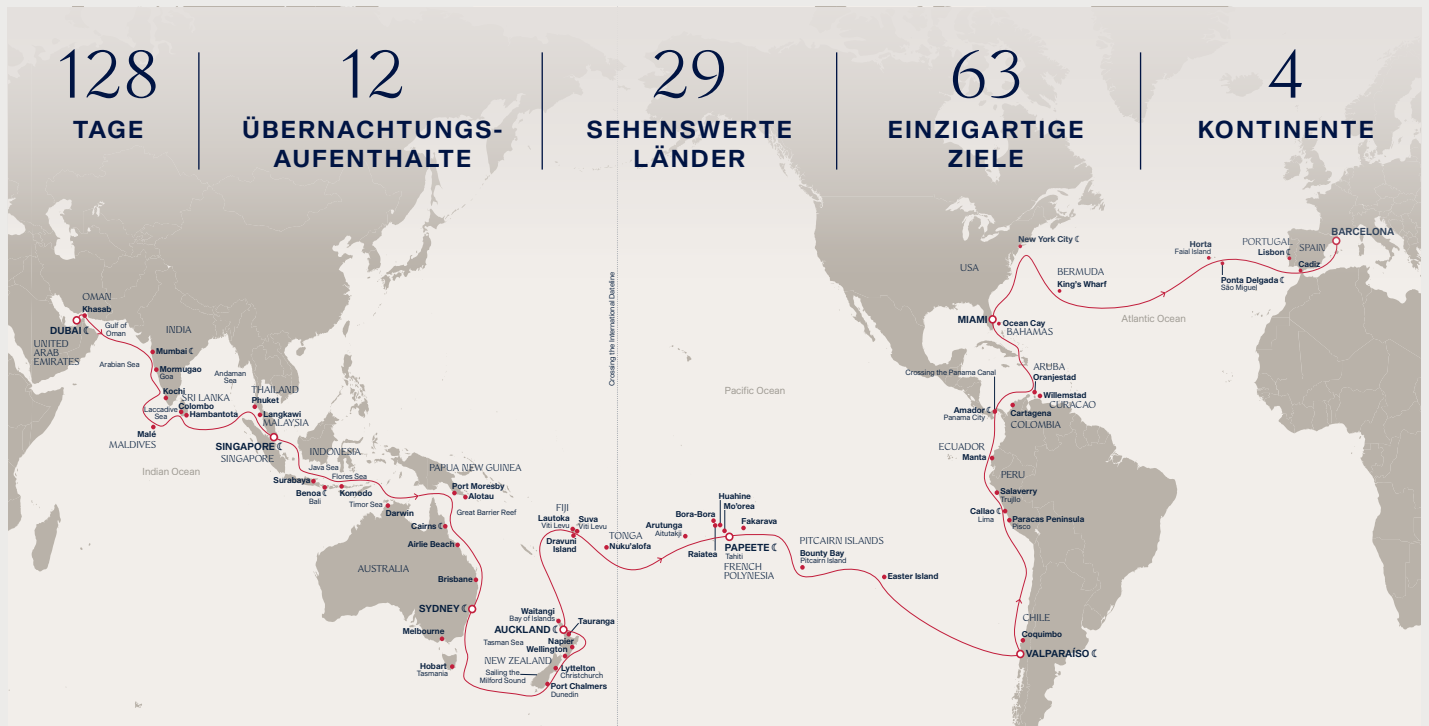 128
TAGE
12
ÜBERNACHTUNGS-
AUFENTHALTE
29
SEHENSWERTE
LÄNDER
63
EINZIGARTIGE
ZIELE
4
KONTINENTE
OMAN
Khasab
DUBAI
Gulf of
Oman
UNITED
ARAB
EMIRATES
INDIA
Mumbai
Arabian Sea
Mormugao
Goa
Andaman
Sea
Kochi
SRI LANKA
Laccadive
Sea
Colombo
Hambantota
Malé
MALDIVES
THAILAND
Phuket
Langkawi
MALAYSIA
SINGAPORE
SINGAPORE
Indian Ocean
INDONESIA
Java Sea
Flores Sea
Surabaya
Benoa
Bali
Komodo
Timor Sea
Darwin
PAPUA NEW GUINEA
Port Moresby
Alotau
Great Barrier Reef
Cairns
Airlie Beach
AUSTRALIA
Brisbane
SYDNEY
Melbourne
Hobart
Tasmania
Waitangi
Bay of Islands
Tauranga
AUCKLAND
Tasman Sea
Napier
Wellington
NEW ZEALAND
Sailing the
Milford Sound
Lyttelton
Christchurch
Port Chalmers
Dunedin
FIJI
Lautoka
Viti Levu
Suva
Viti Levu
Dravuni
Island
TONGA
Nuku'alofa
Crossing the International Dateline
Pacific Ocean
Arutunga
Aitutaki
Bora-Bora
Huahine
Mo'orea
Fakarava
Raiatea
PAPEETE
Tahiti
FRENCH
POLYNESIA
PITCAIRN ISLANDS
Bounty Bay
Pitcairn Island
Easter Island
CHILE
Coquimbo
VALPARAÍSO
Paracas Peninsula
Pisco
Callao
Lima
Salaverry
Trujllo
PERU
Manta
ECUADOR
Amador
Panama City
Crossing the Panama Canal
Cartagena
COLOMBIA
Willemstad
CURACAO
ARUBA
Oranjestad
MIAMI
Ocean Cay
BAHAMAS
USA
New York City
BERMUDA
King's Wharf
Atlantic Ocean
Horta
Faial Island
Ponta Delgada
São Miguel
PORTUGAL
Lisbon
SPAIN
Cadiz
BARCELONA